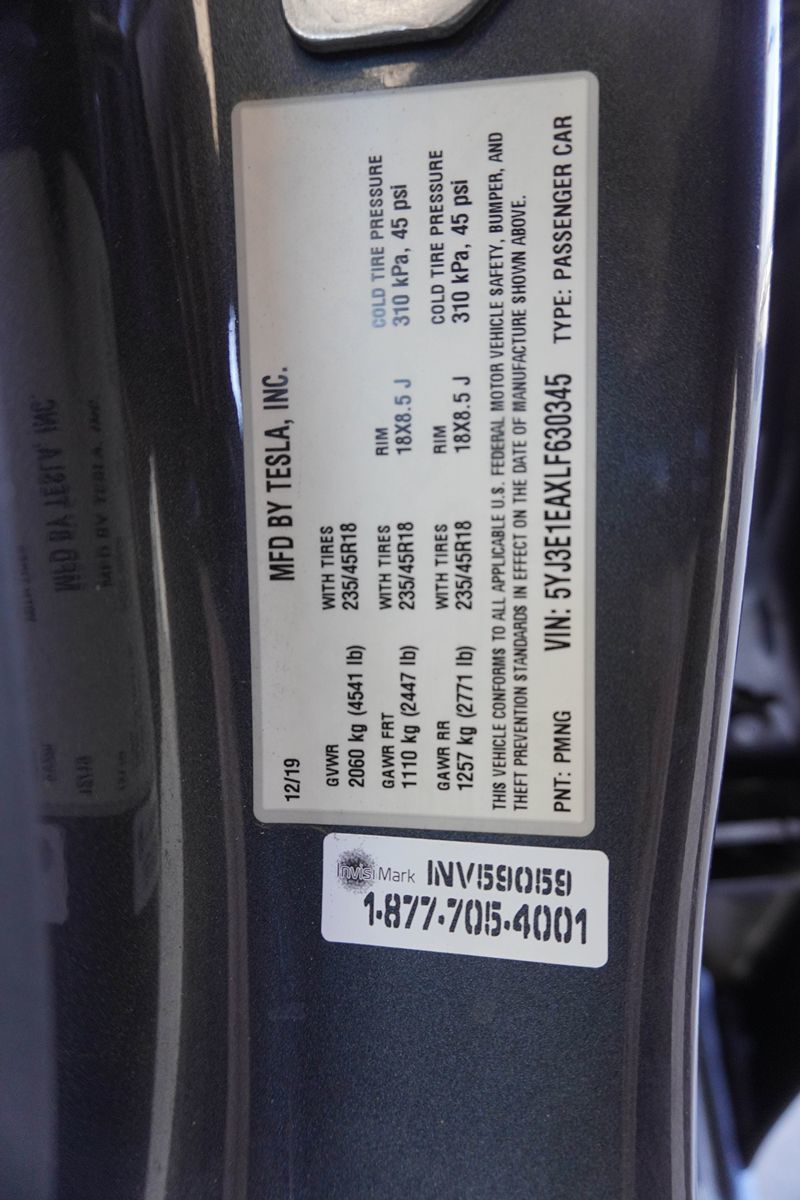 MFD BY TESLA, INC.
12/19
GVWR WITH TIRES
2060 kg (4541 lb) 235/45R18
GAWR FRT WITH TIRES RIM COLD TIRE PRESSURE
1110 kg (2447 lb) 235/45R18 18X8.5 J 310 kPa, 45 psi
GAWR RR WITH TIRES RIM COLD TIRE PRESSURE
1257 kg (2771 lb) 235/45R18 18X8.5 J 310 kPa, 45 psi
THIS VEHICLE CONFORMS TO ALL APPLICABLE U.S. FEDERAL MOTOR VEHICLE SAFETY, BUMPER, AND
THEFT PREVENTION STANDARDS IN EFFECT ON THE DATE OF MANUFACTURE SHOWN ABOVE.
PNT: PMNG VIN: 5YJ3E1EAXLF630345 TYPE: PASSENGER CAR
InvisiMark INV59059
1-877-705-4001